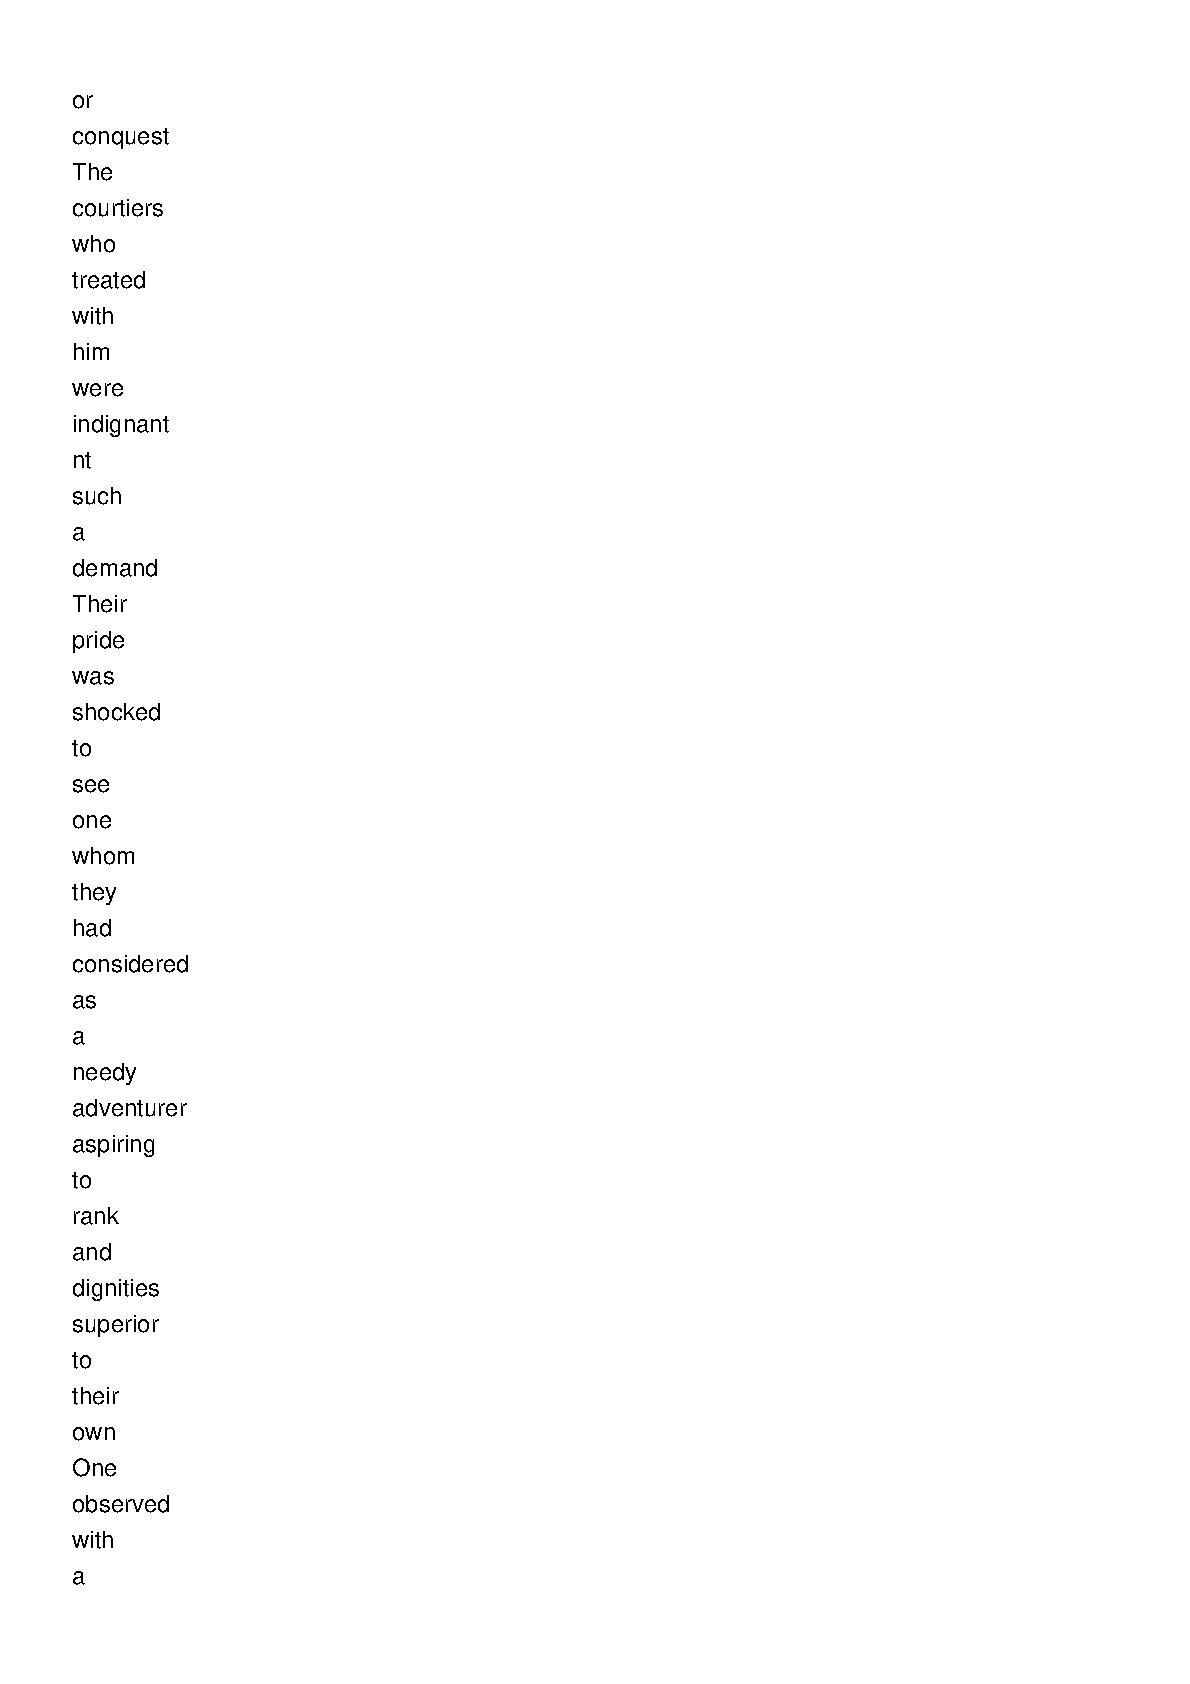 or
conquest
The
courtiers
who
treated
with
him
were
indignant
nt
such
a
demand
Their
pride
was
shocked
to
see
one
whom
they
had
considered
as
a
needy
adventurer
aspiring
to
rank
and
dignities
superior
to
their
own
One
observed
with
a